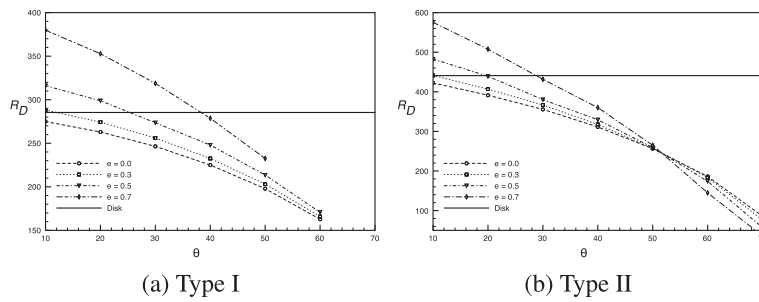 400
350
300
250
200
150
R_D
10 20 30 40 50 60 70
θ
e = 0.0
e = 0.3
e = 0.5
e = 0.7
Disk
(a) Type I
600
500
400
300
200
100
R_D
10 20 30 40 50 60 70
θ
e = 0.0
e = 0.3
e = 0.5
e = 0.7
Disk
(b) Type II